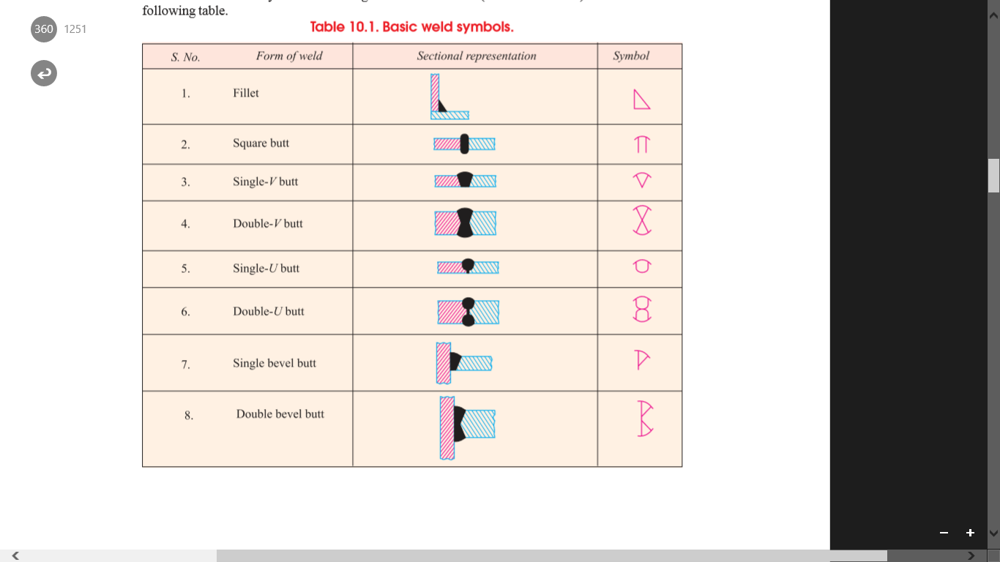 following table.
360 1251
Table 10.1. Basic weld symbols.
S. No. Form of weld Sectional representation Symbol
1. Fillet
2. Square butt
3. Single-V butt
4. Double-V butt
5. Single-U butt
6. Double-U butt
7. Single bevel butt
8. Double bevel butt